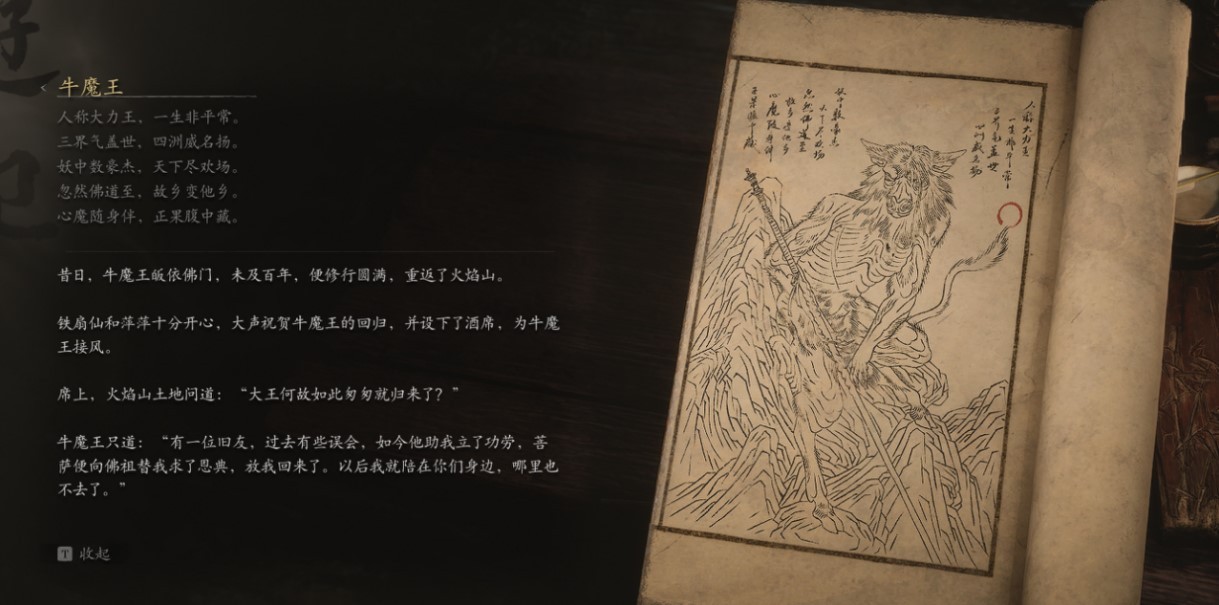 牛魔王
人称大力王，一生非平常。
三界气盖世，四洲威名扬。
妖中数豪杰，天下尽欢场。
忽然佛道至，故乡变他乡。
心魔随身伴，正果腹中藏。
昔日，牛魔王皈依佛门，未及百年，便修行圆满，重返了火焰山。
铁扇仙和萍萍十分开心，大声祝贺牛魔王的回归，并设下了酒席，为牛魔
王接风。
席上，火焰山土地问道：“大王何故如此匆匆就归来了？”
牛魔王只道：“有一位旧友，过去有些误会，如今他助我立了功劳，菩
萨便向佛祖替我求了恩典，放我回来了。以后我就陪在你们身边，哪里也
不去了。”
T 收起
人称大力王
一生非平常
三界气盖世
四洲威名扬
妖中数豪杰
天下尽欢场
忽然佛道至
故乡变他乡
心魔随身伴
正果腹中藏